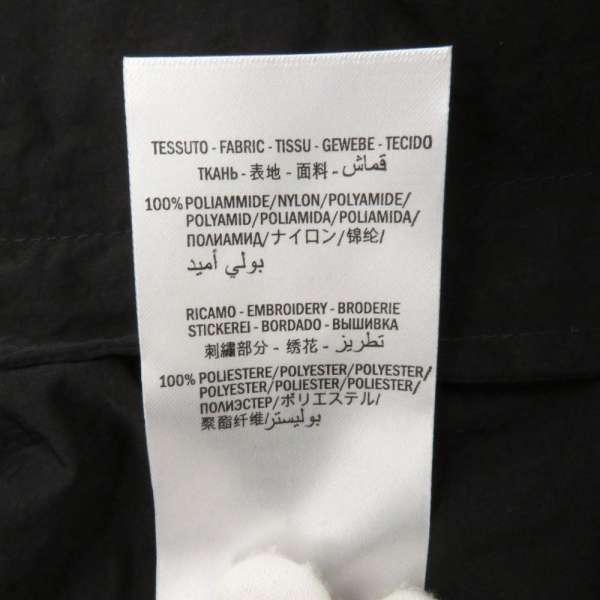 TESSUTO - FABRIC - TISSU - GEWEBE - TECIDO
ТКАНЬ - 表地 - 面料 - قماش
100% POLIAMMIDE/NYLON/POLYAMIDE/
POLYAMID/POLIAMIDA/POLIAMIDA/
ПОЛИАМИД/ナイロン/锦纶/
بولي أميد
RICAMO - EMBROIDERY - BRODERIE
STICKEREI - BORDADO - ВЫШИВКА
刺繍部分 - 绣花 - تطريز
100% POLIESTERE/POLYESTER/POLYESTER/
POLYESTER/POLIESTER/POLIESTER/
ПОЛИЭСТЕР/ポリエステル/
聚酯纤维/بوليستر